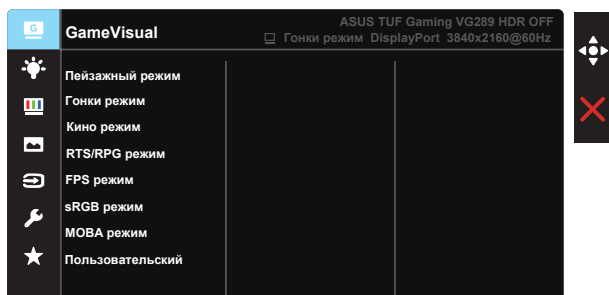 G
GameVisual
ASUS TUF Gaming VG289 HDR OFF
Гонки режим DisplayPort 3840x2160@60Hz
Пейзажный режим
Гонки режим
Кино режим
RTS/RPG режим
FPS режим
sRGB режим
MOBA режим
Пользовательский